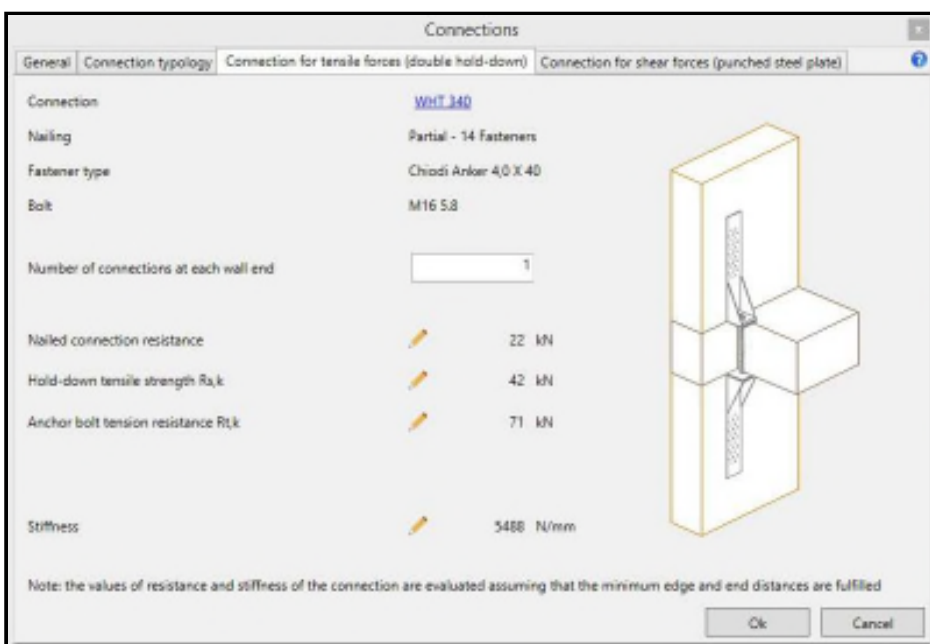 Connections
General Connection typology Connection for tensile forces (double hold-down) Connection for shear forces (punched steel plate)
Connection WHT 340
Nailing Partial - 14 Fasteners
Fastener type Chiodi Anker 4,0 X 40
Bolt M16 5.8
Number of connections at each wall end 1
Nailed connection resistance 22 kN
Hold-down tensile strength Rs,k 42 kN
Anchor bolt tension resistance Rt,k 71 kN
Stiffness 5488 N/mm
Note: the values of resistance and stiffness of the connection are evaluated assuming that the minimum edge and end distances are fulfilled
Ok Cancel